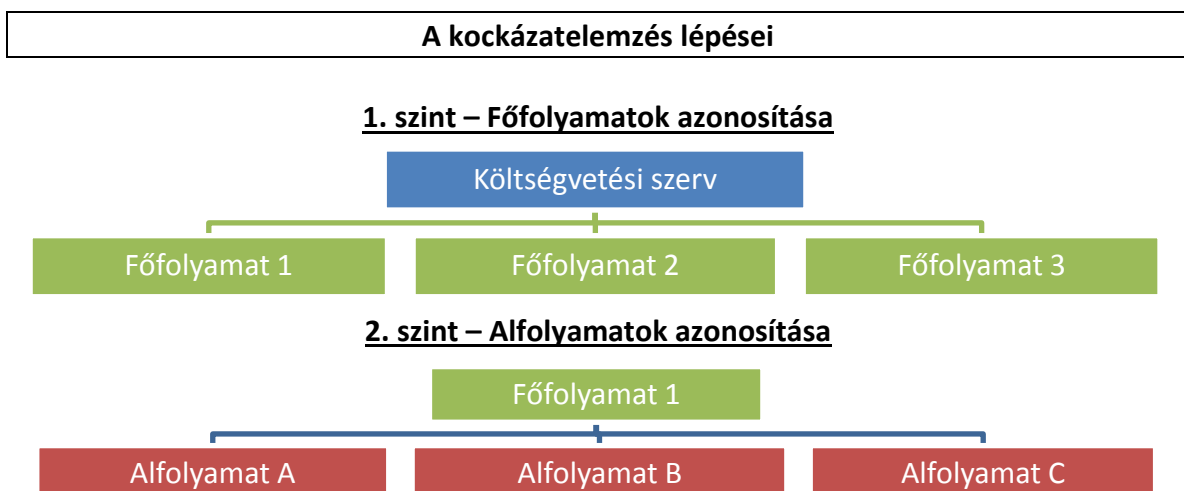 A kockázatelemzés lépései
1. szint – Főfolyamatok azonosítása
Költségvetési szerv
Főfolyamat 1
Főfolyamat 2
Főfolyamat 3
2. szint – Alfolyamatok azonosítása
Főfolyamat 1
Alfolyamat A
Alfolyamat B
Alfolyamat C